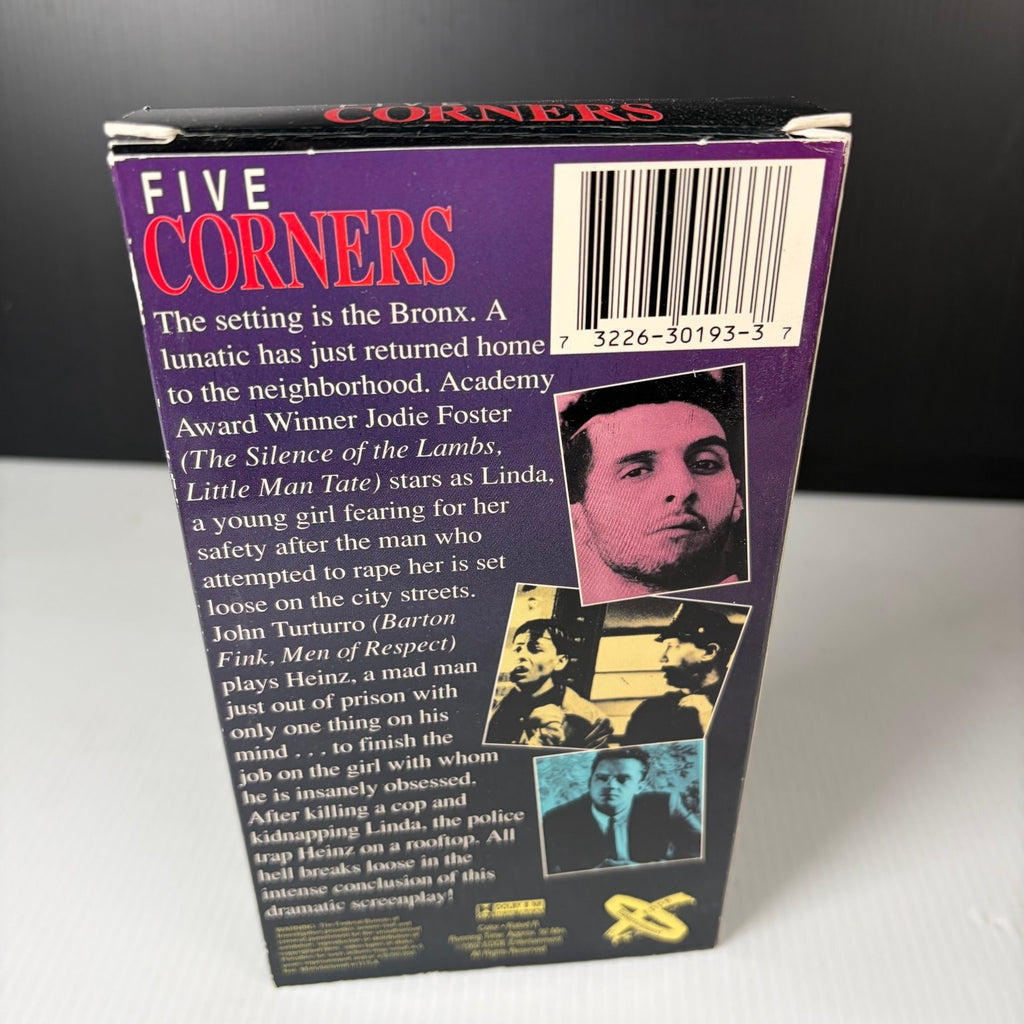 CORNERS
FIVE
CORNERS
The setting is the Bronx. A
lunatic has just returned home
to the neighborhood. Academy
Award Winner Jodie Foster
(The Silence of the Lambs,
Little Man Tate) stars as Linda,
a young girl fearing for her
safety after the man who
attempted to rape her is set
loose on the city streets.
John Turturro (Barton
Fink, Men of Respect)
plays Heinz, a mad man
just out of prison with
only one thing on his
mind . . . to finish the
job on the girl with whom
he is insanely obsessed.
After killing a cop and
kidnapping Linda, the police
trap Heinz on a rooftop. All
hell breaks loose in the
intense conclusion of this
dramatic screenplay!
7 3226-30193-3 7
All Rights Reserved